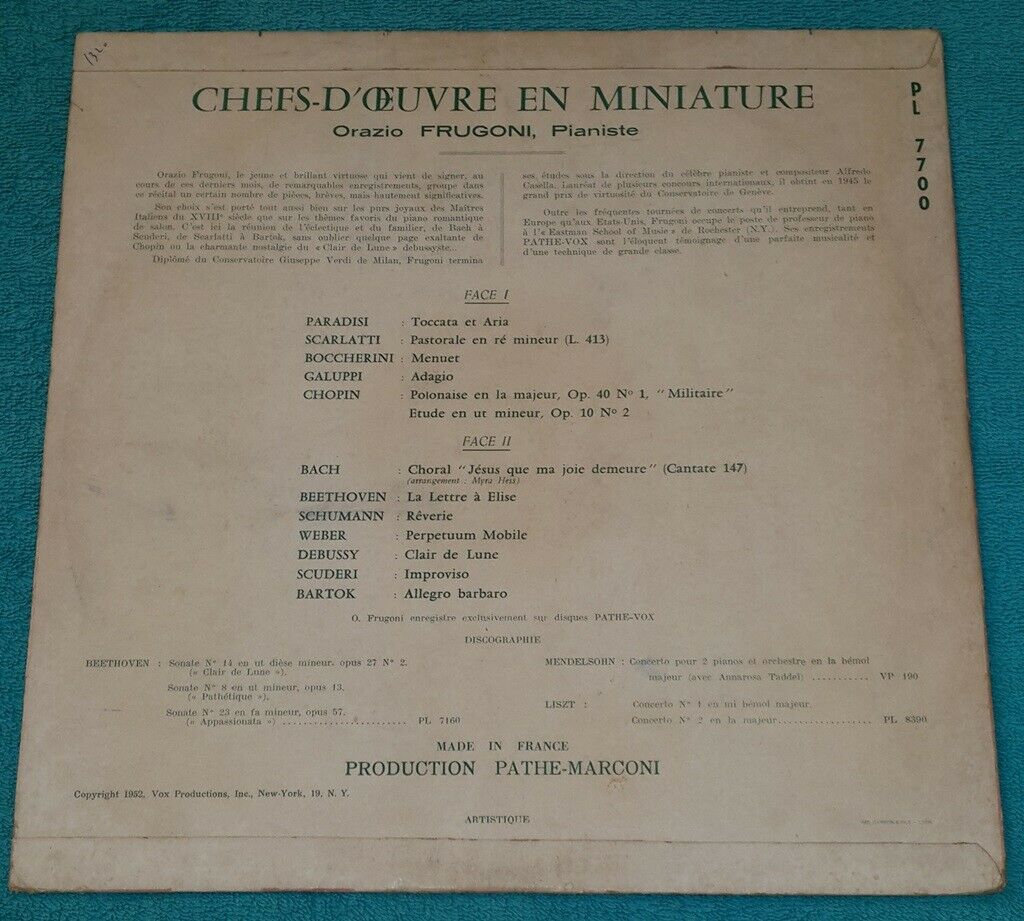 132.
CHEFS-D'ŒUVRE EN MINIATURE
Orazio FRUGONI, Pianiste
PL 7700
Orazio Frugoni, le jeune et brillant virtuose qui vient de signer, au
cours de ces derniers mois, de remarquables enregistrements, groupe dans
ce récital un certain nombre de pièces, brèves, mais hautement significatives.
Son choix s'est porté tout aussi bien sur les purs joyaux des Maîtres
Italiens du XVIIIe siècle que sur les thèmes favoris du piano romantique
de salon. C'est ici la réunion de l'éclectique et du familier, de Bach à
Scuderi, de Scarlatti à Bartok, sans oublier quelque page exaltante de
Chopin ou la charmante nostalgie du « Clair de Lune » debussyste...
Diplômé du Conservatoire Giuseppe Verdi de Milan, Frugoni termina
ses études sous la direction du célèbre pianiste et compositeur Alfredo
Casella. Lauréat de plusieurs concours internationaux, il obtint en 1945 le
grand prix de virtuosité du Conservatoire de Genève.
Outre les fréquentes tournées de concerts qu'il entreprend, tant en
Europe qu'aux Etats-Unis, Frugoni occupe le poste de professeur de piano
à l'« Eastman School of Music » de Rochester (N.Y.). Ses enregistrements
PATHE-VOX sont l'éloquent témoignage d'une parfaite musicalité et
d'une technique de grande classe.
FACE I
PARADISI : Toccata et Aria
SCARLATTI : Pastorale en ré mineur (L. 413)
BOCCHERINI : Menuet
GALUPPI : Adagio
CHOPIN : Polonaise en la majeur, Op. 40 No 1, "Militaire"
Etude en ut mineur, Op. 10 No 2
FACE II
BACH : Choral "Jésus que ma joie demeure" (Cantate 147)
(arrangement : Myra Hess)
BEETHOVEN : La Lettre à Elise
SCHUMANN : Rêverie
WEBER : Perpetuum Mobile
DEBUSSY : Clair de Lune
SCUDERI : Improviso
BARTOK : Allegro barbaro
O. Frugoni enregistre exclusivement sur disques PATHE-VOX
DISCOGRAPHIE
BEETHOVEN : Sonate N° 14 en ut dièse mineur, opus 27 N° 2.
(« Clair de Lune »).
Sonate N° 8 en ut mineur, opus 13.
(« Pathétique »).
Sonate N° 23 en fa mineur, opus 57.
(« Appassionata ») .......................... PL 7160
MENDELSOHN : Concerto pour 2 pianos et orchestre en la bémol
majeur (avec Annarosa Taddei) ........... VP 190
LISZT : Concerto N° 1 en mi bémol majeur.
Concerto N° 2 en la majeur.................. PL 8390
MADE IN FRANCE
PRODUCTION PATHE-MARCONI
Copyright 1952, Vox Productions, Inc., New-York, 19, N. Y.
ARTISTIQUE